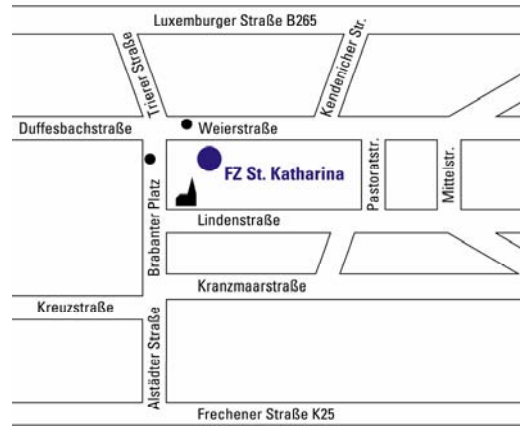 Luxemburger Straße B265
Trierer Straße
Kendenicher Str.
Duffesbachstraße
Weierstraße
FZ St. Katharina
Pastoratstr.
Mittelstr.
Brabanter Platz
Lindenstraße
Kranzmaarstraße
Kreuzstraße
Alstädter Straße
Frechener Straße K25